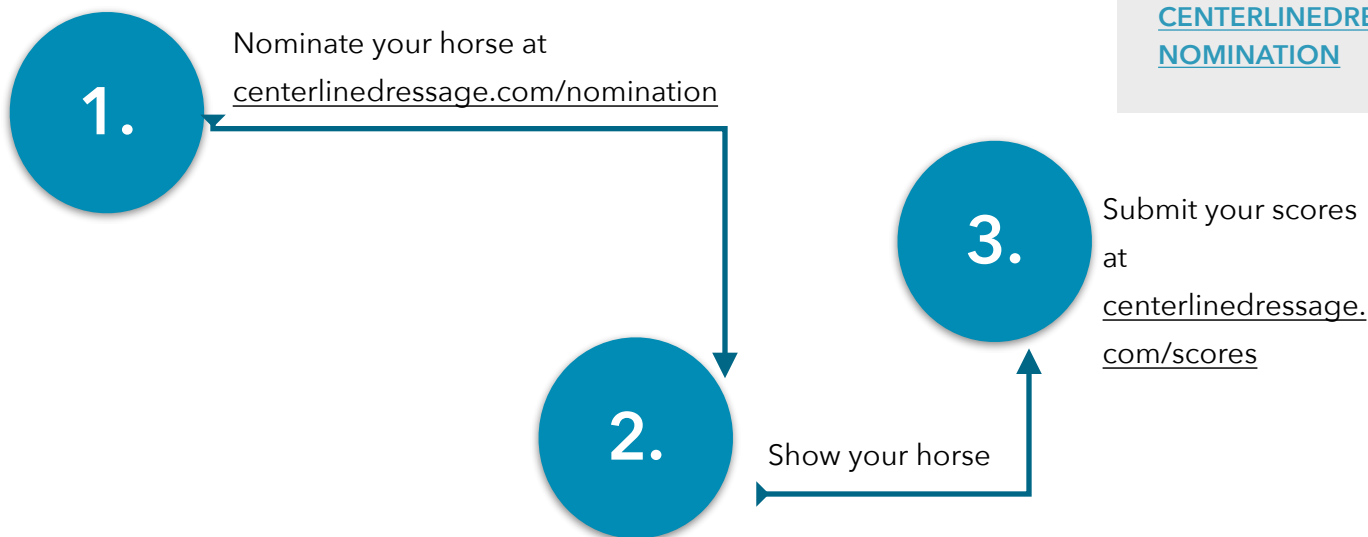 CENTERLINEDRE
NOMINATION
1.
Nominate your horse at
centerlinedressage.com/nomination
2.
Show your horse
3.
Submit your scores
at
centerlinedressage.
com/scores